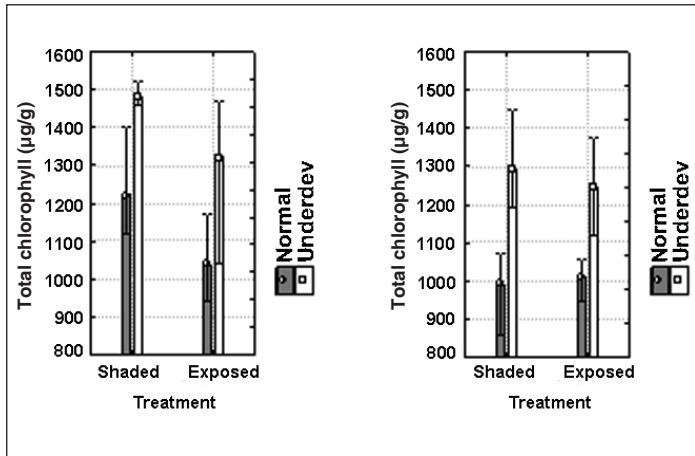 Total chlorophyll (µg/g)
1600
1500
1400
1300
1200
1100
1000
900
800
Shaded Exposed
Treatment
Normal
Underdev
Total chlorophyll (µg/g)
1600
1500
1400
1300
1200
1100
1000
900
800
Shaded Exposed
Treatment
Normal
Underdev